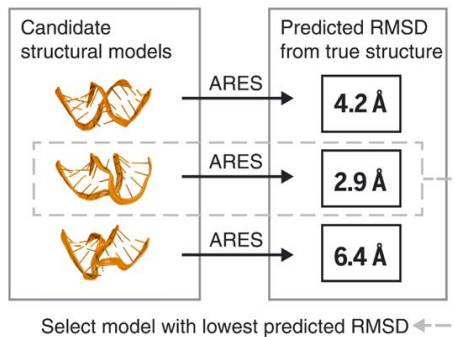 Candidate
structural models
Predicted RMSD
from true structure
ARES
4.2 Å
ARES
2.9 Å
ARES
6.4 Å
Select model with lowest predicted RMSD